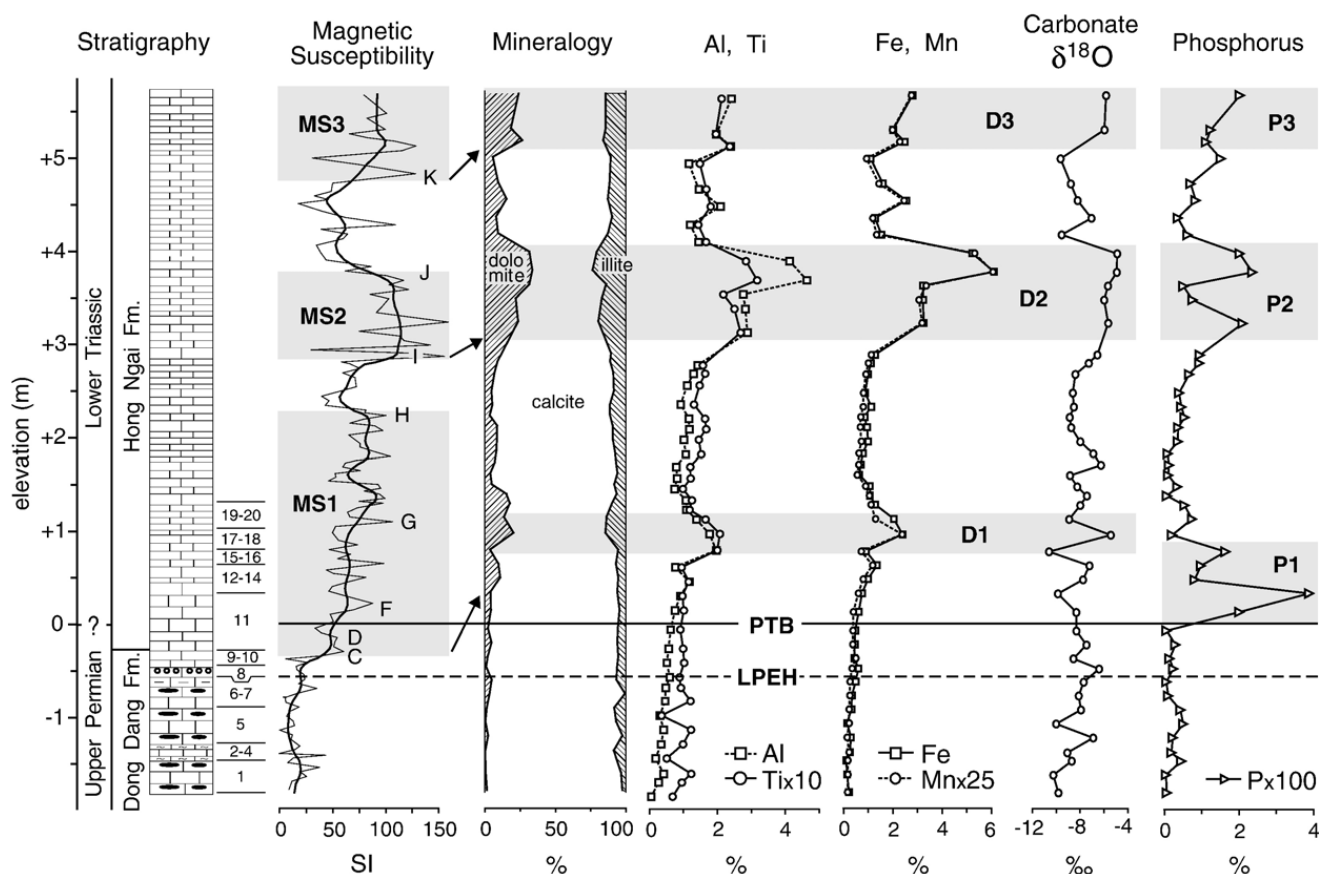 Stratigraphy
Magnetic
Susceptibility
Mineralogy
Al, Ti
Fe, Mn
Carbonate
δ18O
Phosphorus
elevation (m)
+5
+4
+3
+2
+1
0
-1
Lower Triassic
?
Upper Permian
Hong Ngai Fm.
Dong Dang Fm.
19-20
17-18
15-16
12-14
11
9-10
8
6-7
5
2-4
1
MS3
K
J
MS2
I
H
MS1
G
F
D
C
dolo
mite
illite
calcite
D3
D2
D1
P3
P2
P1
PTB
LPEH
Al
Tix10
Fe
Mnx25
Px100
0 50 100 150
SI
0 50 100
%
0 2 4
%
0 2 4 6
%
-12 -8 -4
‰
0 2 4
%